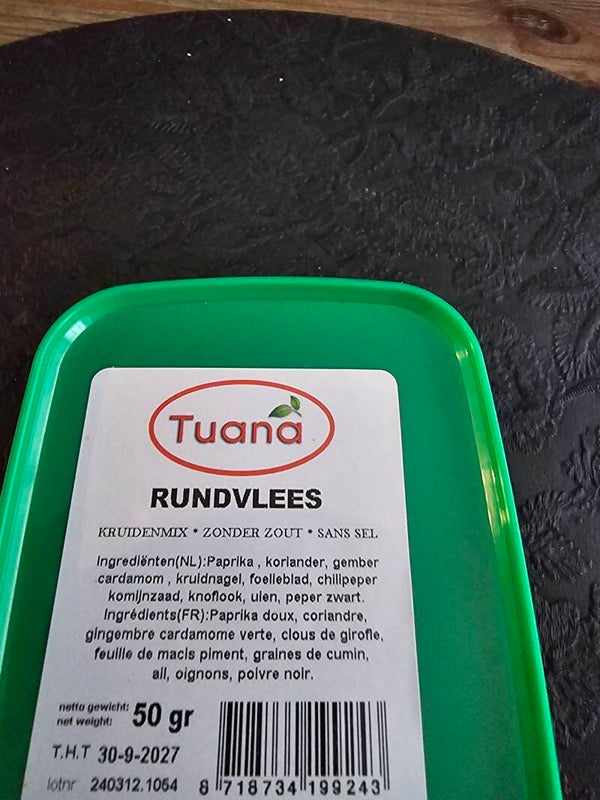 Tuana
RUNDVLEES
KRUIDENMIX * ZONDER ZOUT * SANS SEL
Ingrediënten(NL):Paprika , koriander, gember
cardamom , kruidnagel, foelieblad, chilipeper
komijnzaad, knoflook, uien, peper zwart.
Ingrédients(FR):Paprika doux, coriandre,
gingembre cardamome verte, clous de girofle,
feuille de macis piment, graines de cumin,
ail, oignons, poivre noir.
netto gewicht:
net weight:
50 gr
T.H.T 30-9-2027
lotnr 240312.1064
8 718734 199243